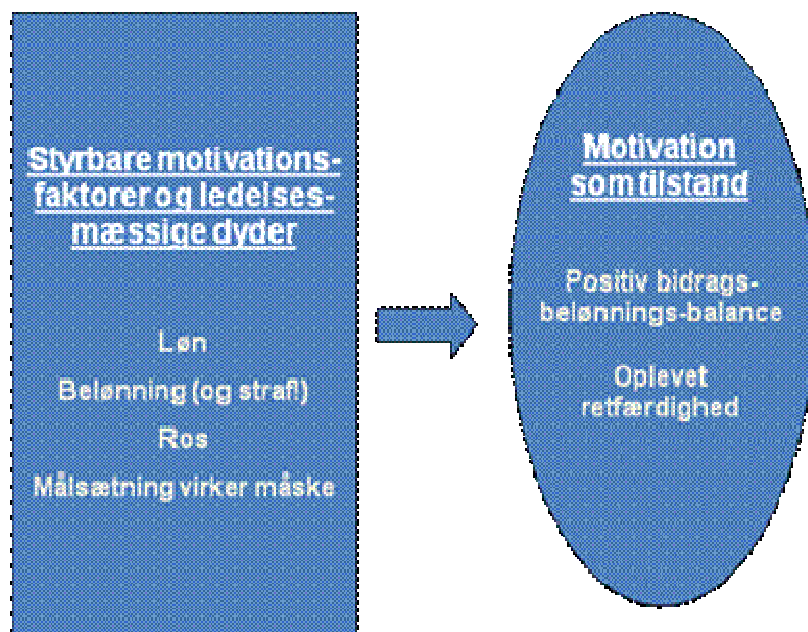 Styrbare motivations-
faktorer og ledelses-
mæssige dyder
Løn
Belønning (og straf!)
Ros
Målsætning virker måske
Motivation
som tilstand
Positiv bidrags-
belønnings-balance
Oplevet
retfærdighed